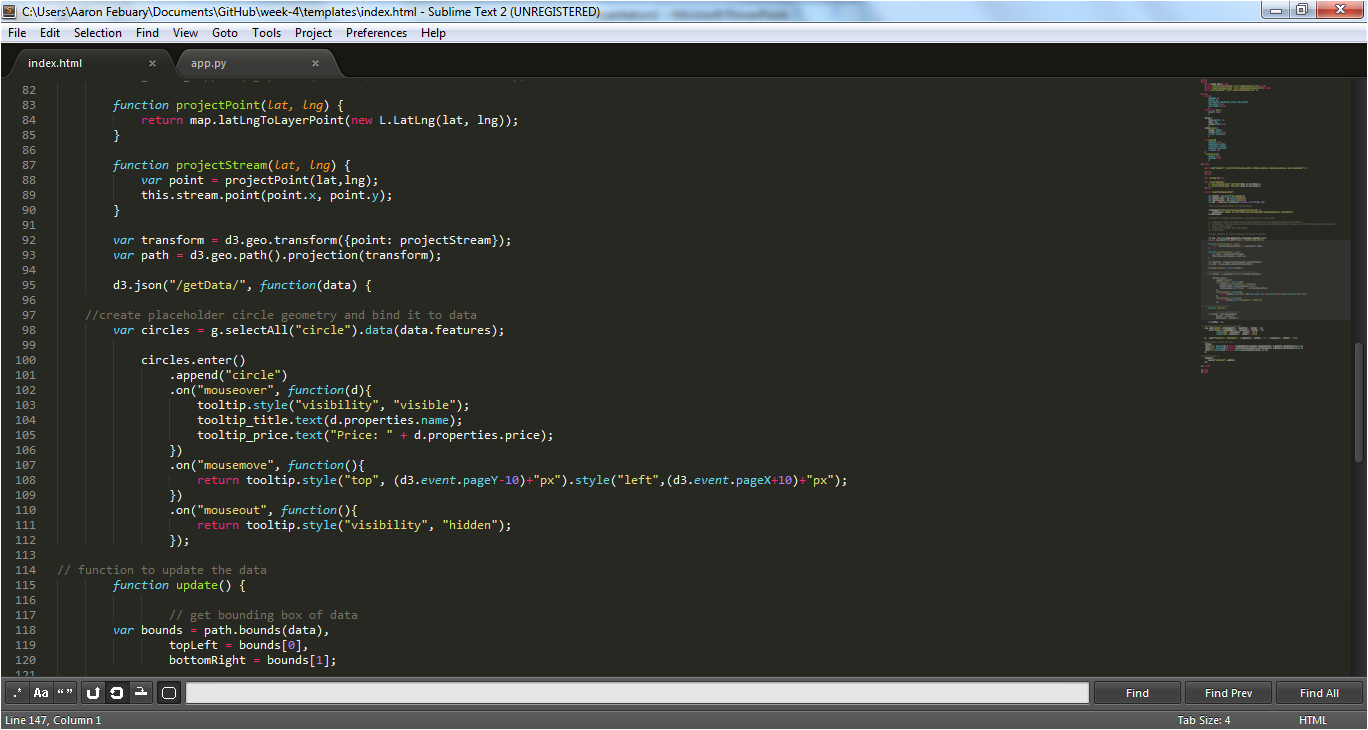 C:\Users\Aaron Febuary\Documents\GitHub\week-4\templates\index.html - Sublime Text 2 (UNREGISTERED)
File Edit Selection Find View Goto Tools Project Preferences Help
index.html × app.py ×
82
83 function projectPoint(lat, lng) {
84 return map.latLngToLayerPoint(new L.LatLng(lat, lng));
85 }
86
87 function projectStream(lat, lng) {
88 var point = projectPoint(lat,lng);
89 this.stream.point(point.x, point.y);
90 }
91
92 var transform = d3.geo.transform({point: projectStream});
93 var path = d3.geo.path().projection(transform);
94
95 d3.json("/getData/", function(data) {
96
97 //create placeholder circle geometry and bind it to data
98 var circles = g.selectAll("circle").data(data.features);
99
100 circles.enter()
101 .append("circle")
102 .on("mouseover", function(d){
103 tooltip.style("visibility", "visible");
104 tooltip_title.text(d.properties.name);
105 tooltip_price.text("Price: " + d.properties.price);
106 })
107 .on("mousemove", function(){
108 return tooltip.style("top", (d3.event.pageY-10)+"px").style("left",(d3.event.pageX+10)+"px");
109 })
110 .on("mouseout", function(){
111 return tooltip.style("visibility", "hidden");
112 });
113
114 // function to update the data
115 function update() {
116
117 // get bounding box of data
118 var bounds = path.bounds(data),
119 topLeft = bounds[0],
120 bottomRight = bounds[1];
121
.* Aa “” Find Find Prev Find All
Line 147, Column 1 Tab Size: 4 HTML